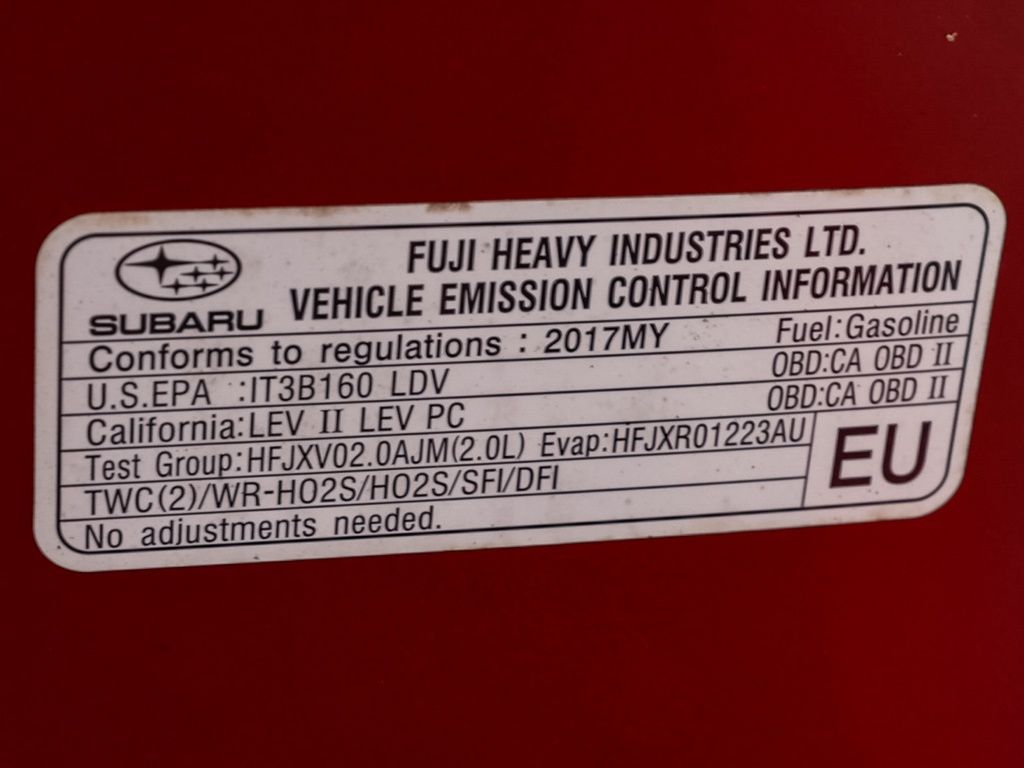 FUJI HEAVY INDUSTRIES LTD.
SUBARU VEHICLE EMISSION CONTROL INFORMATION
Conforms to regulations : 2017MY Fuel:Gasoline
U.S.EPA :IT3B160 LDV OBD:CA OBD II
California:LEV II LEV PC OBD:CA OBD II
Test Group:HFJXV02.0AJM(2.0L) Evap:HFJXR01223AU
TWC(2)/WR-HO2S/HO2S/SFI/DFI
No adjustments needed.
EU